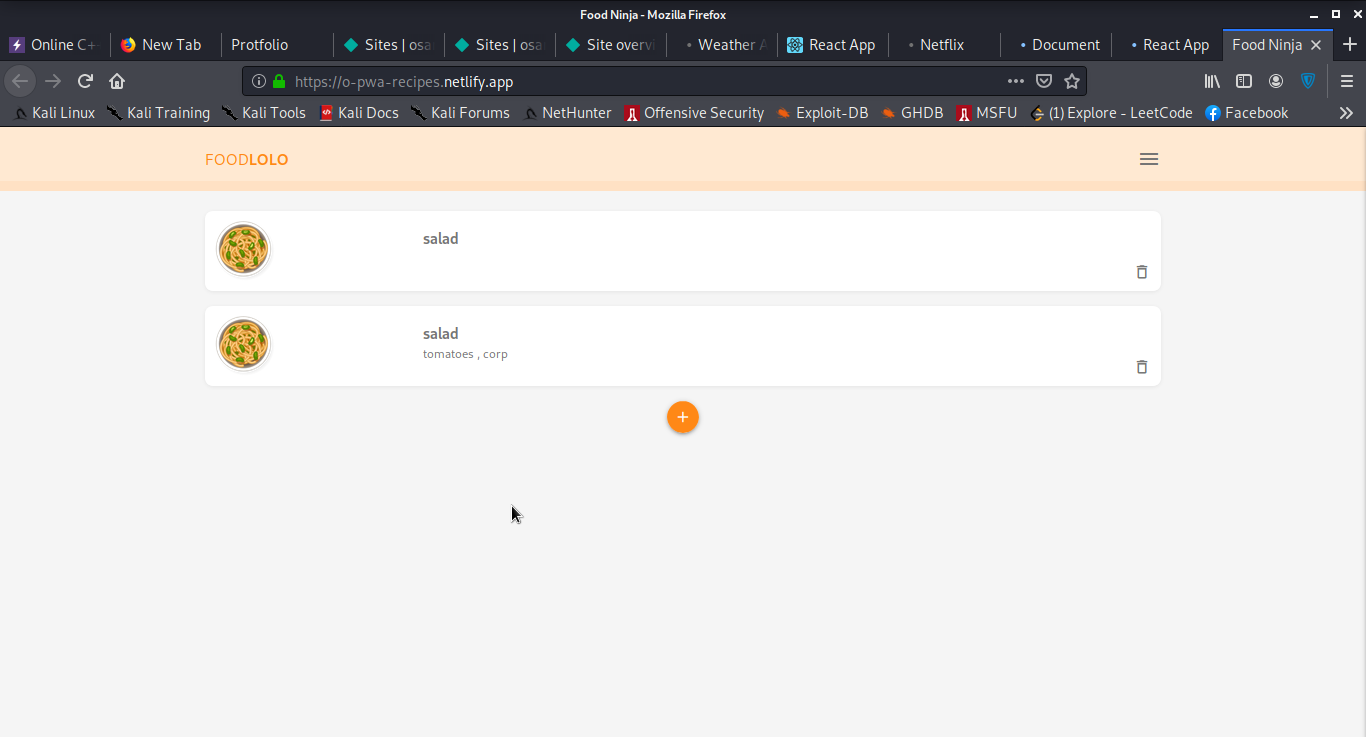 Food Ninja - Mozilla Firefox
Online C+ New Tab Protfolio Sites | osa Sites | osa Site overvi Weather A React App Netflix Document React App Food Ninja
https://o-pwa-recipes.netlify.app
Kali Linux Kali Training Kali Tools Kali Docs Kali Forums NetHunter Offensive Security Exploit-DB GHDB MSFU (1) Explore - LeetCode Facebook
FOODLOLO
salad
salad
tomatoes , corp